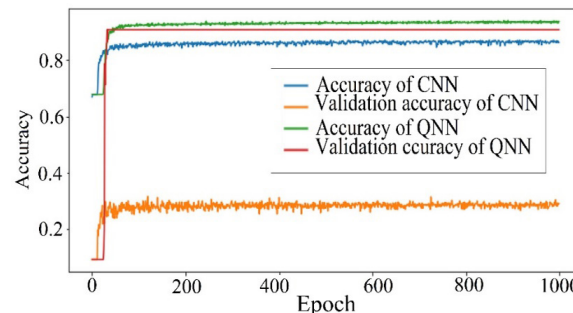 0.8
0.6
0.4
0.2
Accuracy
Accuracy of CNN
Validation accuracy of CNN
Accuracy of QNN
Validation ccuracy of QNN
0 200 400 600 800 1000
Epoch